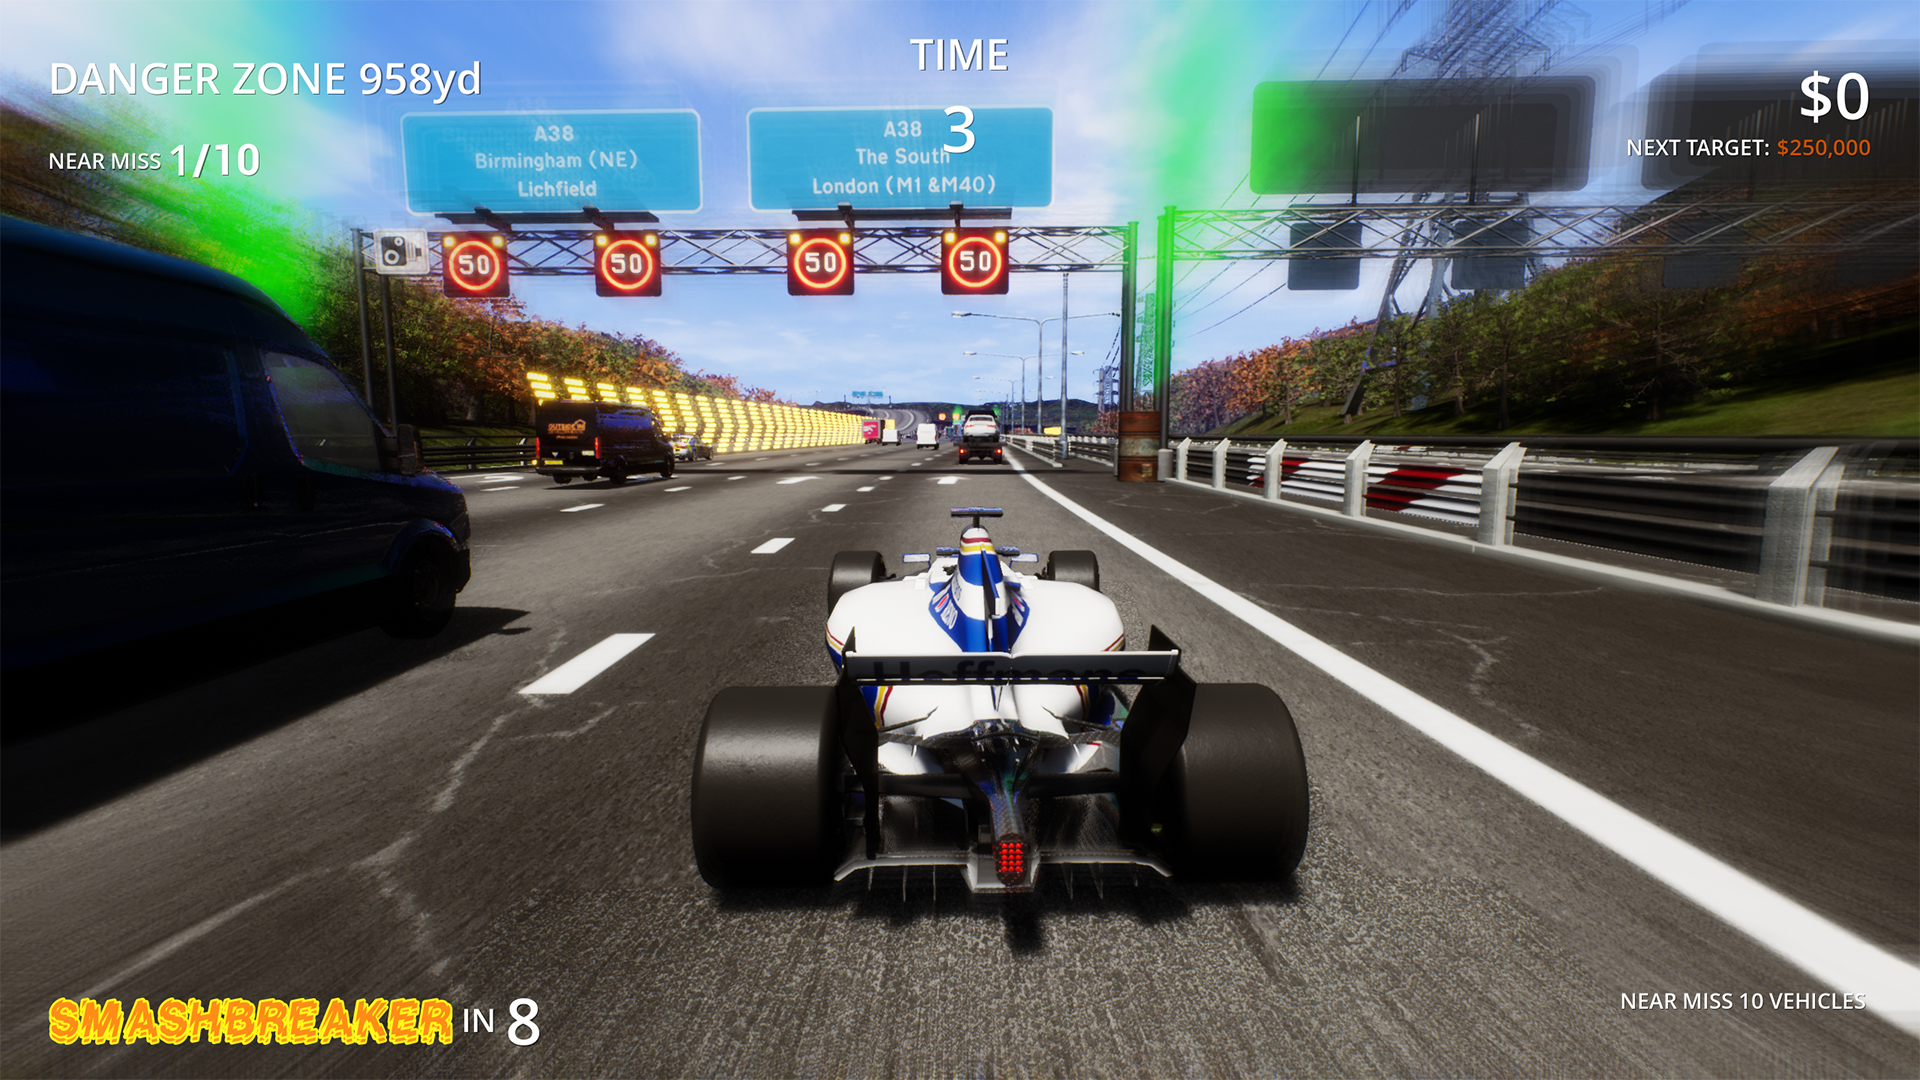 TIME
DANGER ZONE 958yd
3
$0
NEAR MISS 1/10
NEXT TARGET: $250,000
A38
Birmingham (NE)
Lichfield
A38
The South
London (M1 & M40)
50
50
50
50
Hoffmann
NEAR MISS 10 VEHICLES
SMASHBREAKER IN 8